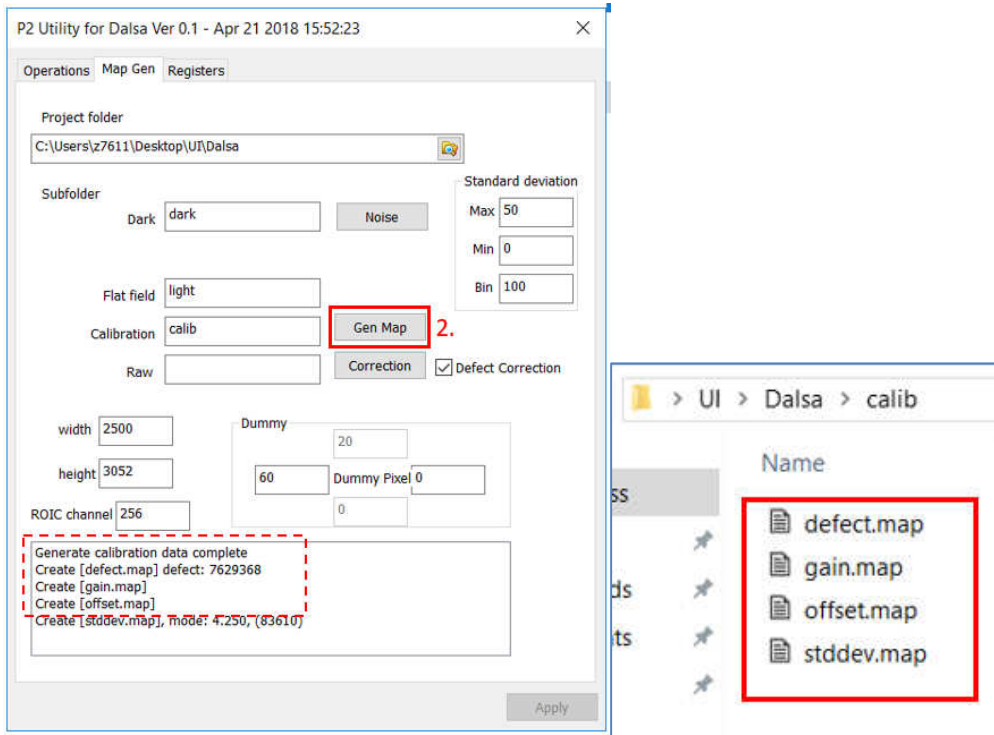 P2 Utility for Dalsa Ver 0.1 - Apr 21 2018 15:52:23
Operations Map Gen Registers
Project folder
C:\Users\z7611\Desktop\UI\Dalsa
Standard deviation
Subfolder
Dark dark Noise Max 50
Min 0
Bin 100
Flat field light
Calibration calib Gen Map 2.
Raw Correction Defect Correction
width 2500
Dummy
20
height 3052
60 Dummy Pixel 0
ROIC channel 256
0
Generate calibration data complete
Create [defect.map] defect: 7629368
Create [gain.map]
Create [offset.map]
Create [stddev.map], mode: 4.250, (83610)
Apply
> UI > Dalsa > calib
Name
ss
defect.map
gain.map
ds
offset.map
ts
stddev.map